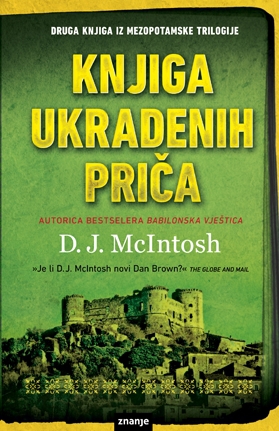 DRUGA KNJIGA IZ MEZOPOTAMSKE TRILOGIJE
KNJIGA
UKRADENIH
PRIČA
AUTORICA BESTSELERA BABILONSKA VJEŠTICA
D. J. McIntosh
»Je li D.J. McIntosh novi Dan Brown?« THE GLOBE AND MAIL
znanje